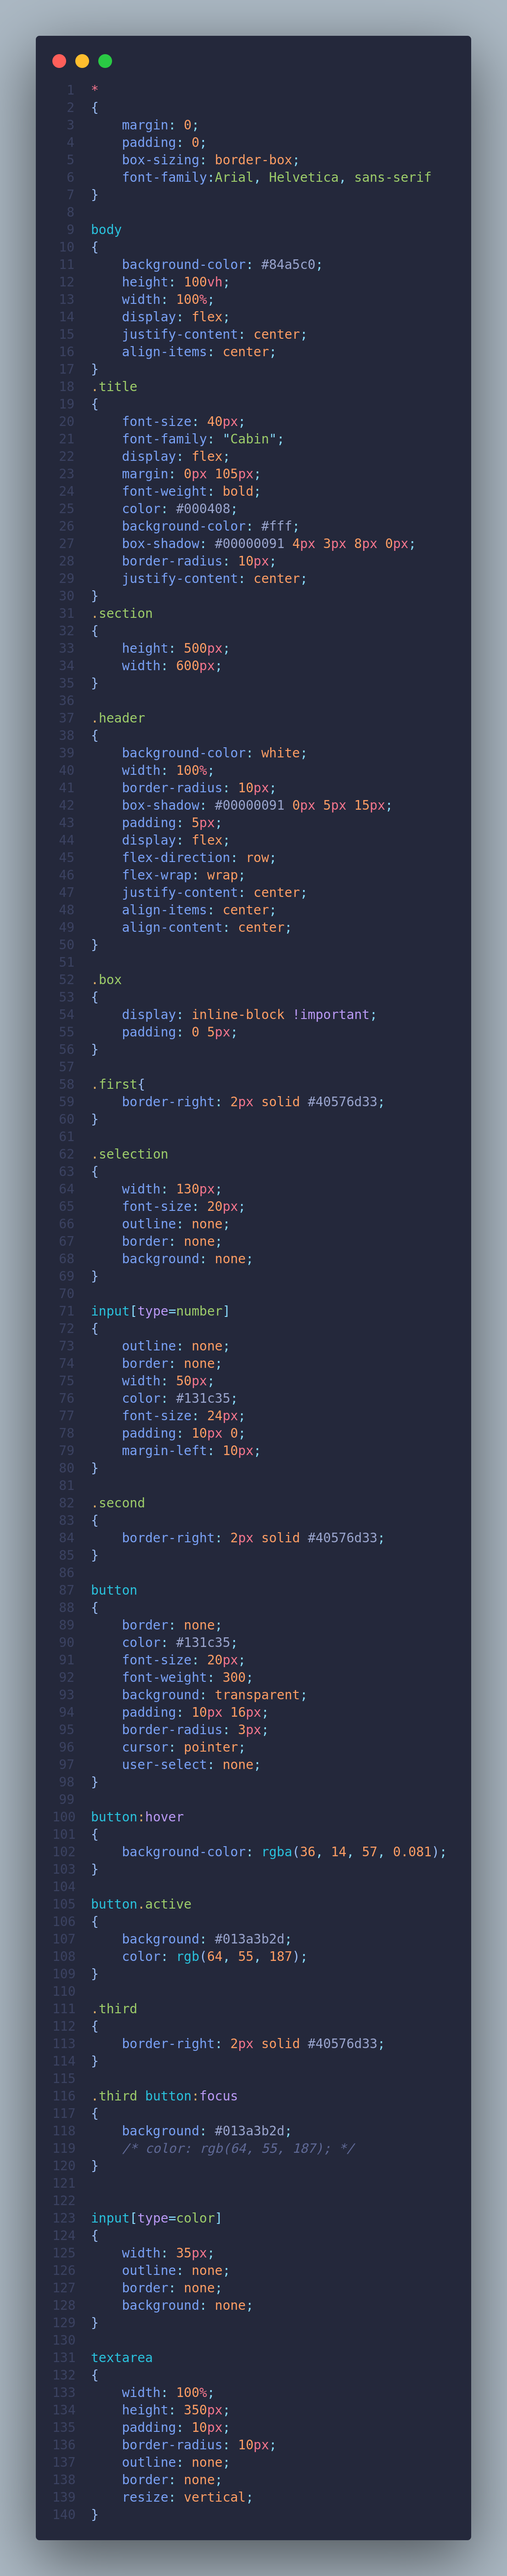 1 *
2 {
3     margin: 0;
4     padding: 0;
5     box-sizing: border-box;
6     font-family:Arial, Helvetica, sans-serif
7 }
8
9 body
10 {
11     background-color: #84a5c0;
12     height: 100vh;
13     width: 100%;
14     display: flex;
15     justify-content: center;
16     align-items: center;
17 }
18 .title
19 {
20     font-size: 40px;
21     font-family: "Cabin";
22     display: flex;
23     margin: 0px 105px;
24     font-weight: bold;
25     color: #000408;
26     background-color: #fff;
27     box-shadow: #00000091 4px 3px 8px 0px;
28     border-radius: 10px;
29     justify-content: center;
30 }
31 .section
32 {
33     height: 500px;
34     width: 600px;
35 }
36
37 .header
38 {
39     background-color: white;
40     width: 100%;
41     border-radius: 10px;
42     box-shadow: #00000091 0px 5px 15px;
43     padding: 5px;
44     display: flex;
45     flex-direction: row;
46     flex-wrap: wrap;
47     justify-content: center;
48     align-items: center;
49     align-content: center;
50 }
51
52 .box
53 {
54     display: inline-block !important;
55     padding: 0 5px;
56 }
57
58 .first{
59     border-right: 2px solid #40576d33;
60 }
61
62 .selection
63 {
64     width: 130px;
65     font-size: 20px;
66     outline: none;
67     border: none;
68     background: none;
69 }
70
71 input[type=number]
72 {
73     outline: none;
74     border: none;
75     width: 50px;
76     color: #131c35;
77     font-size: 24px;
78     padding: 10px 0;
79     margin-left: 10px;
80 }
81
82 .second
83 {
84     border-right: 2px solid #40576d33;
85 }
86
87 button
88 {
89     border: none;
90     color: #131c35;
91     font-size: 20px;
92     font-weight: 300;
93     background: transparent;
94     padding: 10px 16px;
95     border-radius: 3px;
96     cursor: pointer;
97     user-select: none;
98 }
99
100 button:hover
101 {
102     background-color: rgba(36, 14, 57, 0.081);
103 }
104
105 button.active
106 {
107     background: #013a3b2d;
108     color: rgb(64, 55, 187);
109 }
110
111 .third
112 {
113     border-right: 2px solid #40576d33;
114 }
115
116 .third button:focus
117 {
118     background: #013a3b2d;
119     /* color: rgb(64, 55, 187); */
120 }
121
122
123 input[type=color]
124 {
125     width: 35px;
126     outline: none;
127     border: none;
128     background: none;
129 }
130
131 textarea
132 {
133     width: 100%;
134     height: 350px;
135     padding: 10px;
136     border-radius: 10px;
137     outline: none;
138     border: none;
139     resize: vertical;
140 }